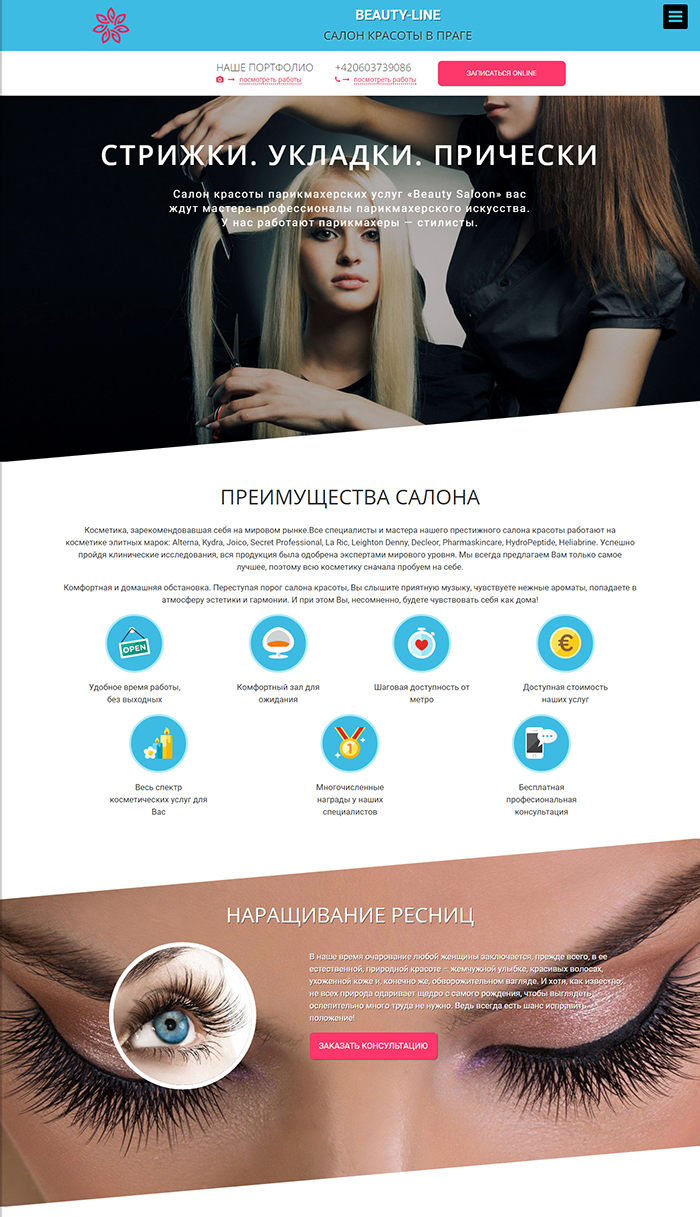 BEAUTY-LINE
САЛОН КРАСОТЫ В ПРАГЕ
НАШЕ ПОРТФОЛИО
посмотреть работы
+420603739086
посмотреть работы
ЗАПИСАТЬСЯ ONLINE
СТРИЖКИ. УКЛАДКИ. ПРИЧЕСКИ
Салон красоты парикмахерских услуг «Beauty Saloon» вас
ждут мастера-профессионалы парикмахерского искусства.
У нас работают парикмахеры — стилисты.
ПРЕИМУЩЕСТВА САЛОНА
Косметика, зарекомендовавшая себя на мировом рынке.Все специалисты и мастера нашего престижного салона красоты работают на
косметике элитных марок: Alterna, Kydra, Joico, Secret Professional, La Ric, Leighton Denny, Decleor, Pharmaskincare, HydroPeptide, Heliabrine. Успешно
пройдя клинические исследования, вся продукция была одобрена экспертами мирового уровня. Мы всегда предлагаем Вам только самое
лучшее, поэтому всю косметику сначала пробуем на себе.
Комфортная и домашняя обстановка. Переступая порог салона красоты, Вы слышите приятную музыку, чувствуете нежные ароматы, попадаете в
атмосферу эстетики и гармонии. И при этом Вы, несомненно, будете чувствовать себя как дома!
OPEN
Удобное время работы,
без выходных
Комфортный зал для
ожидания
Шаговая доступность от
метро
€
Доступная стоимость
наших услуг
Весь спектр
косметических услуг для
Вас
1
Многочисленные
награды у наших
специалистов
Бесплатная
професиональная
консультация
НАРАЩИВАНИЕ РЕСНИЦ
В наше время очарование любой женщины заключается, прежде всего, в ее
естественной, природной красоте – жемчужной улыбке, красивых волосах,
ухоженной коже и, конечно же, обворожительном взгляде. И хотя, как известно,
не всех природа одаривает щедро с самого рождения, чтобы выглядеть
ослепительно много труда не нужно. Ведь всегда есть шанс исправить
положение!
ЗАКАЗАТЬ КОНСУЛЬТАЦИЮ